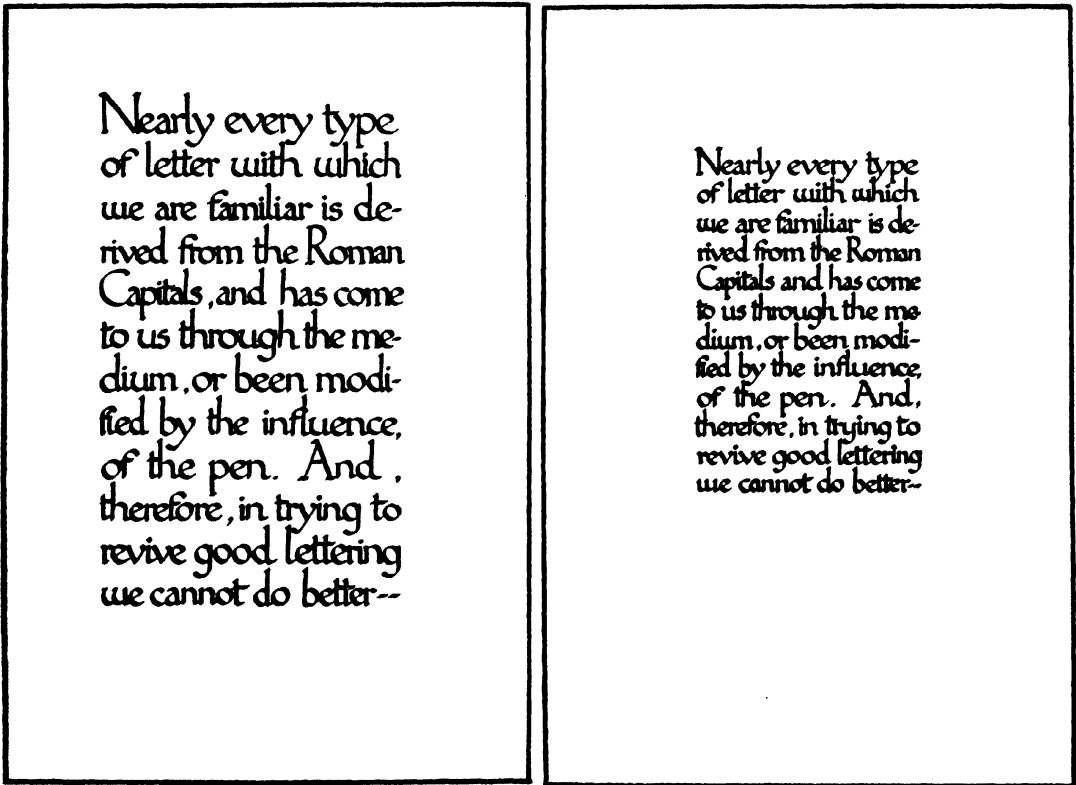 Nearly every type
of letter with which
we are familiar is de-
rived from the Roman
Capitals, and has come
to us through the me-
dium, or been modi-
fied by the influence,
of the pen. And,
therefore, in trying to
revive good lettering
we cannot do better--
Nearly every type
of letter with which
we are familiar is de-
rived from the Roman
Capitals and has come
to us through the me-
dium, or been modi-
fied by the influence,
of the pen. And,
therefore, in trying to
revive good lettering
we cannot do better--